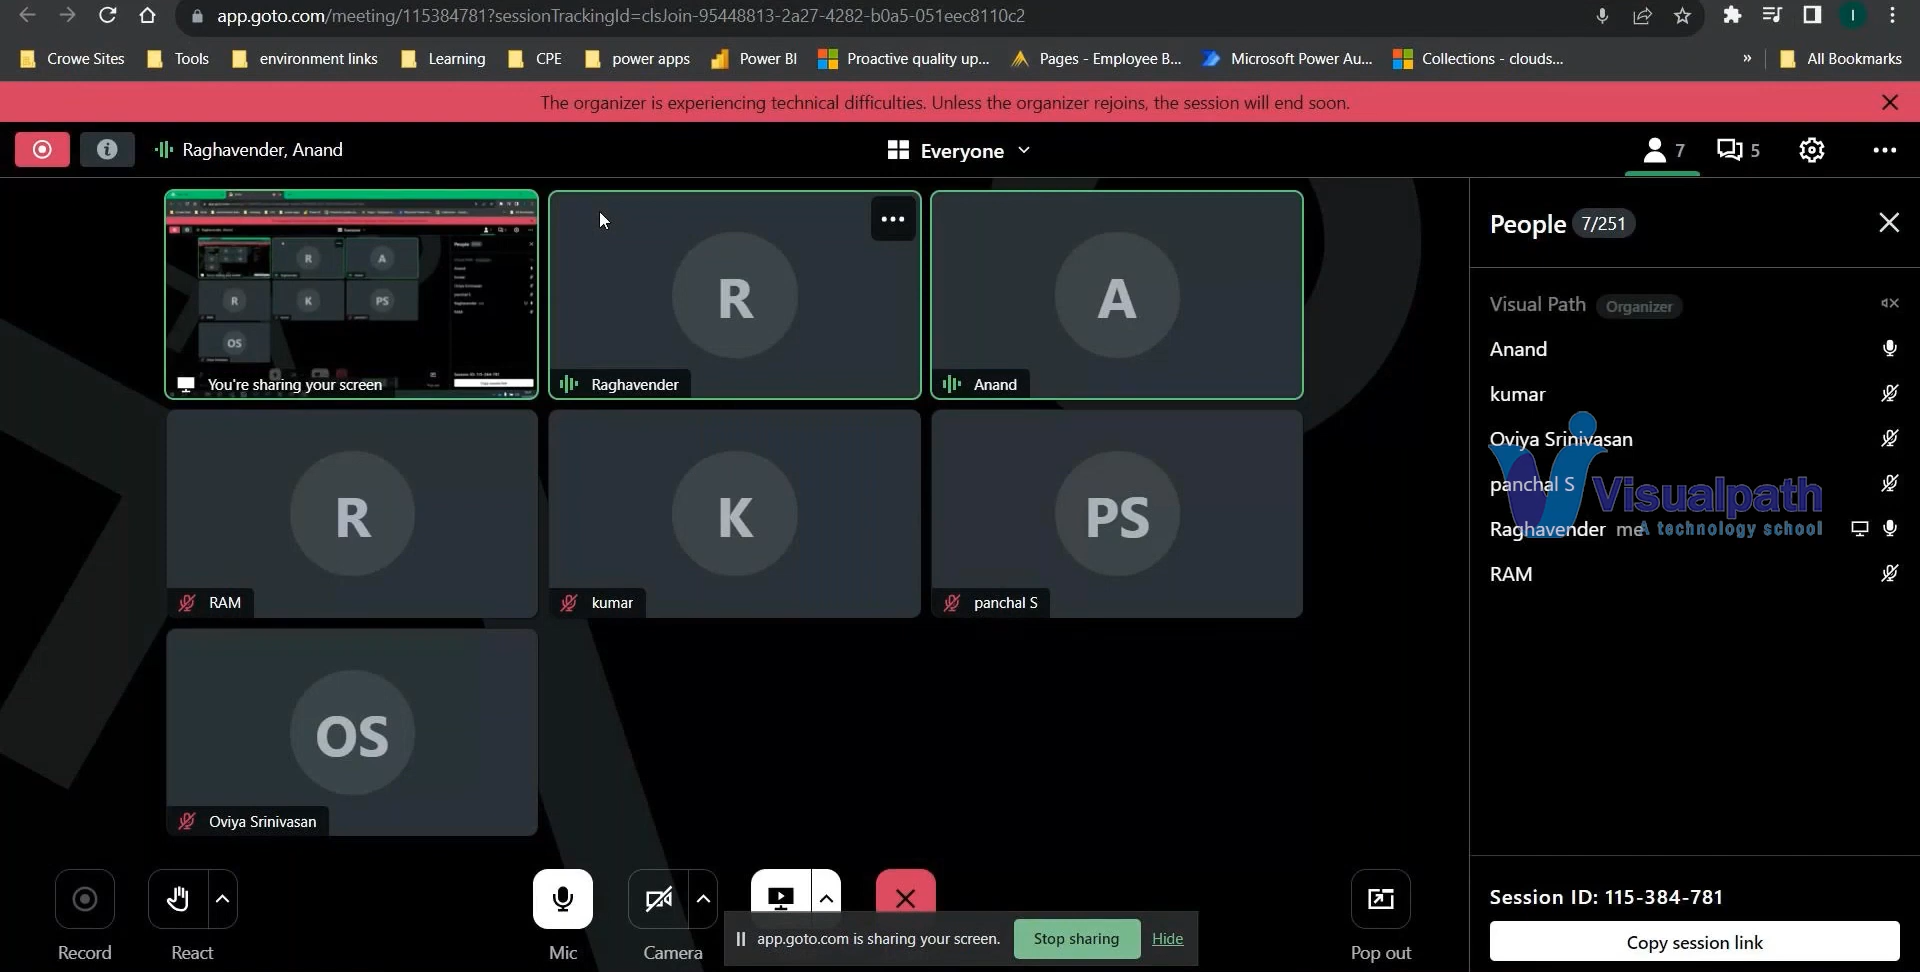 app.goto.com/meeting/115384781?sessionTrackingId=clsJoin-95448813-2a27-4282-b0a5-051eec8110c2
I
Crowe Sites
Tools
environment links
Learning
CPE
power apps
Power BI
Proactive quality up...
Pages - Employee B...
Microsoft Power Au...
Collections - clouds...
»
All Bookmarks
The organizer is experiencing technical difficulties. Unless the organizer rejoins, the session will end soon.
Raghavender, Anand
Everyone
7
5
You're sharing your screen
R
Raghavender
A
Anand
R
RAM
K
kumar
PS
panchal S
OS
Oviya Srinivasan
People 7/251
Visual Path Organizer
Anand
kumar
Oviya Srinivasan
panchal S
Raghavender me
RAM
Visualpath
A technology school
Session ID: 115-384-781
Copy session link
Record
React
Mic
Camera
app.goto.com is sharing your screen.
Stop sharing
Hide
Pop out